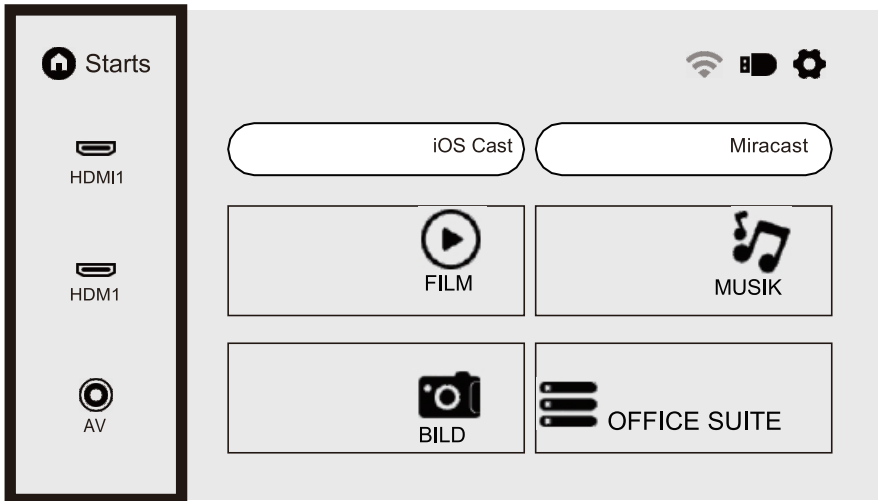 Starts
HDMI1
HDM1
AV
iOS Cast
Miracast
FILM
MUSIK
BILD
OFFICE SUITE